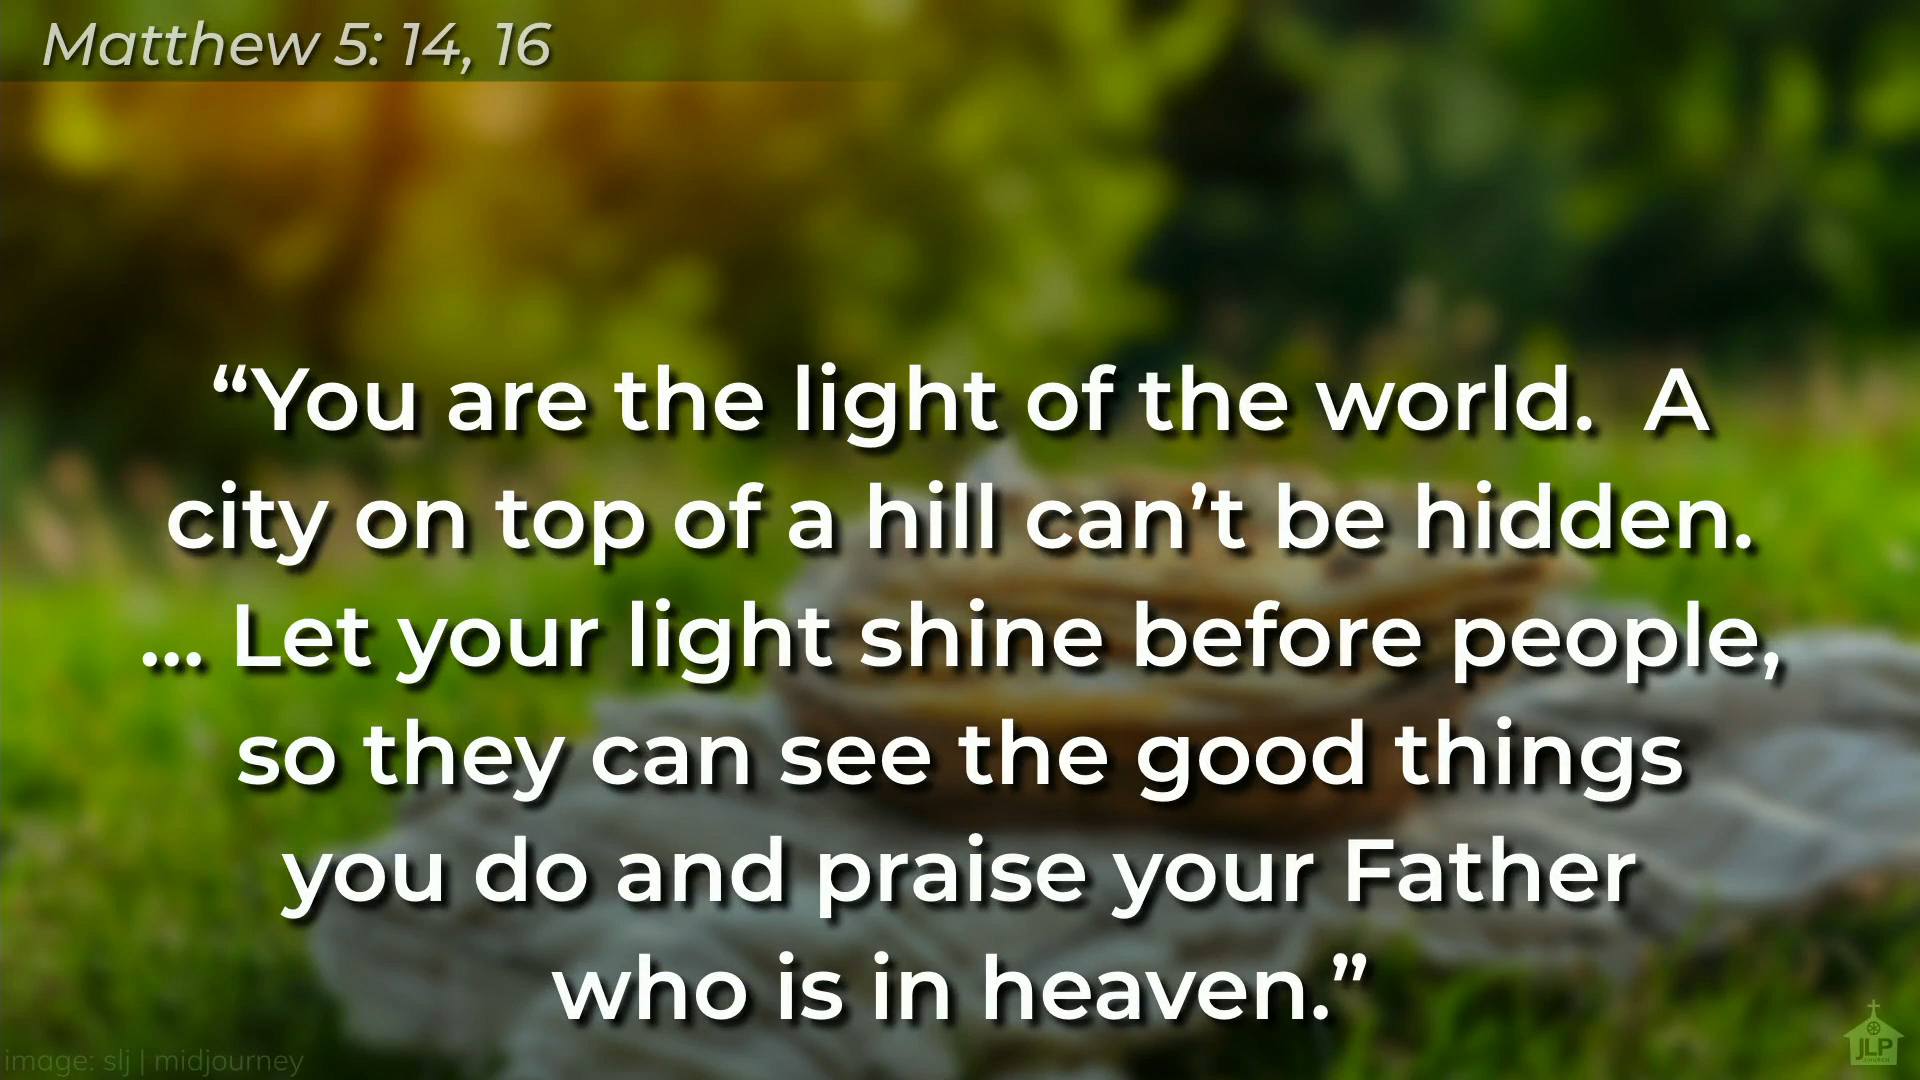 Matthew 5: 14, 16
“You are the light of the world.  A
city on top of a hill can’t be hidden.
... Let your light shine before people,
so they can see the good things
you do and praise your Father
who is in heaven.”
image: slj | midjourney
JLP
CHURCH